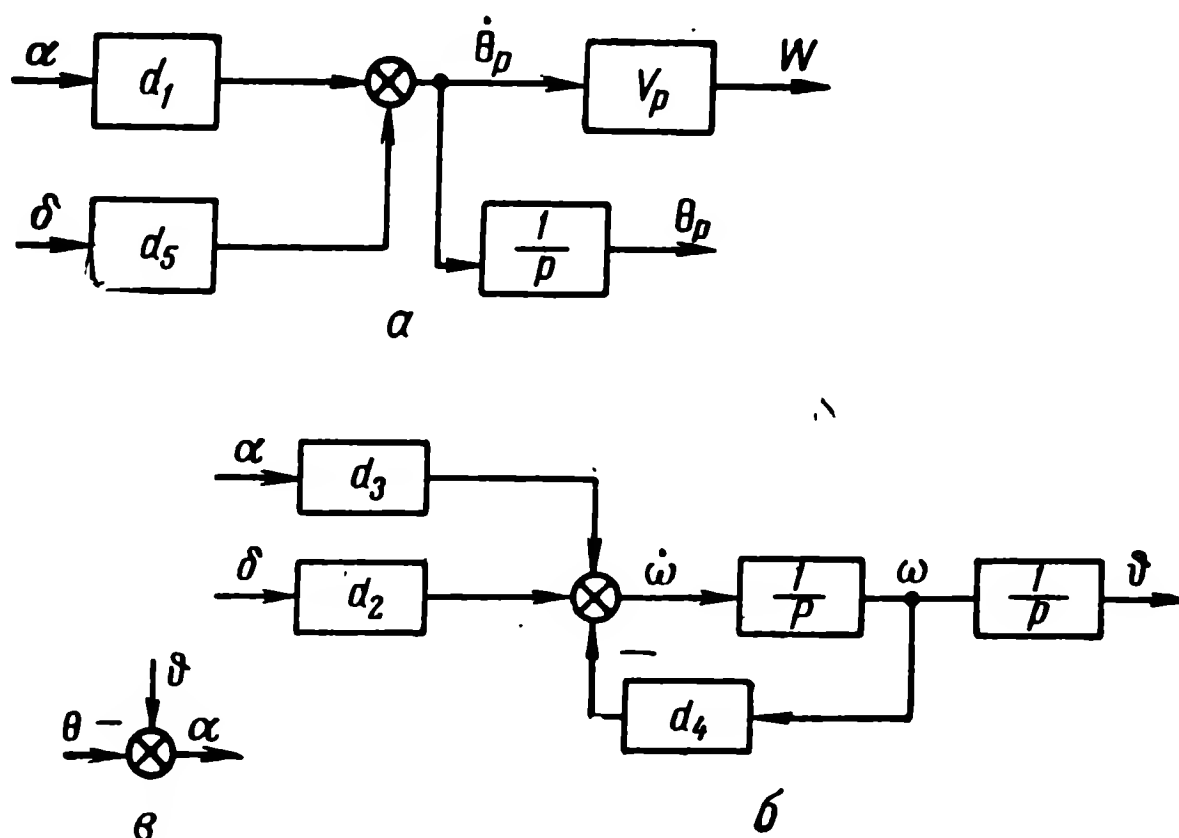 α d₁ θ̇ₚ Vₚ W
δ d₅ 1/p θₚ
а
α d₃
δ d₂ ω̇ 1/p ω 1/p ϑ
− d₄
ϑ
θ − α
в
б